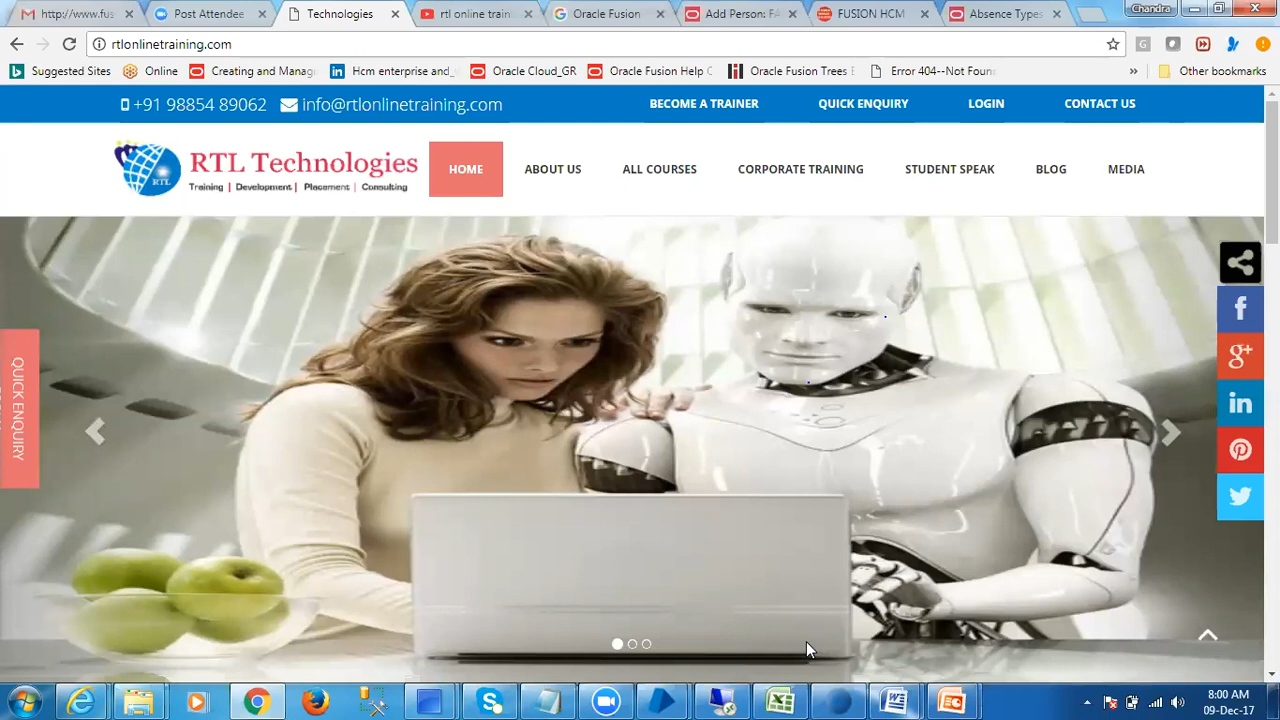 http://www.fus
Post Attendee
Technologies
rtl online train
Oracle Fusion
Add Person: FA
FUSION HCM
Absence Types
Chandra
rtlonlinetraining.com
Suggested Sites
Online
Creating and Manag
Hcm enterprise and
Oracle Cloud_GR
Oracle Fusion Help C
Oracle Fusion Trees E
Error 404--Not Foun
Other bookmarks
+91 98854 89062 info@rtlonlinetraining.com
BECOME A TRAINER QUICK ENQUIRY LOGIN CONTACT US
RTL Technologies
Training | Development | Placement | Consulting
RTL
HOME ABOUT US ALL COURSES CORPORATE TRAINING STUDENT SPEAK BLOG MEDIA
QUICK ENQUIRY
8:00 AM
09-Dec-17